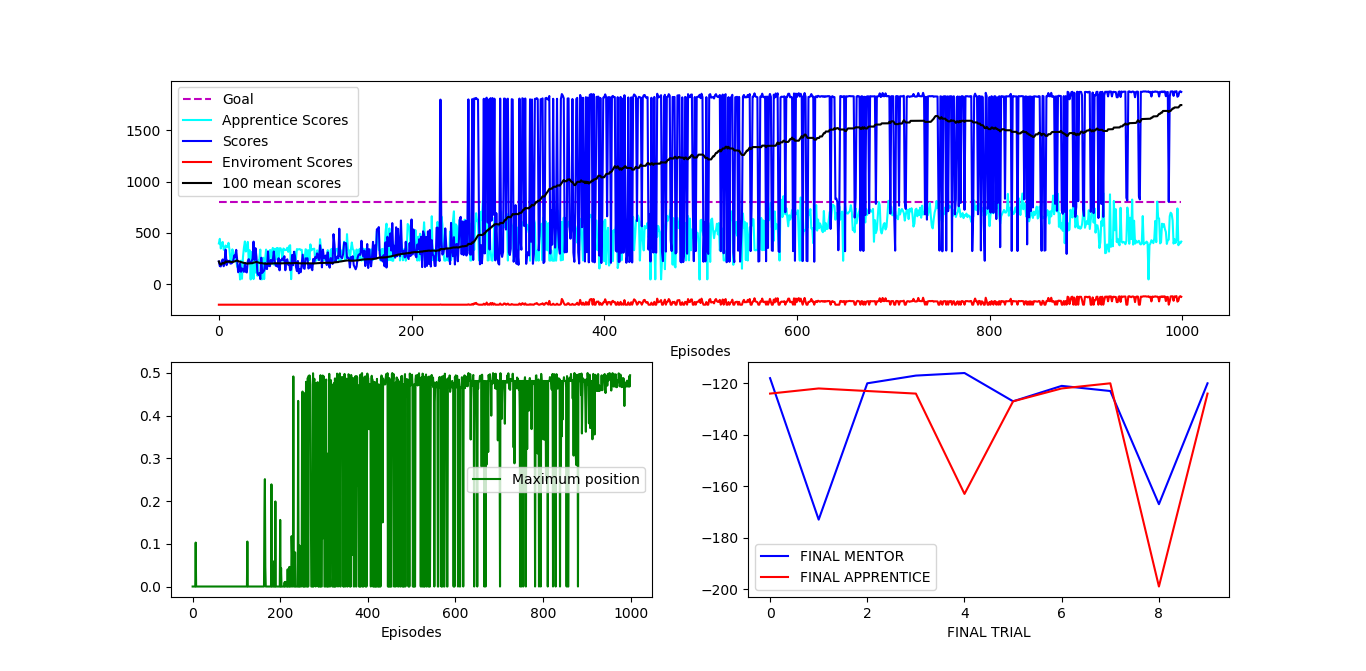 Goal
Apprentice Scores
Scores
Enviroment Scores
100 mean scores
1500
1000
500
0
0 200 400 600 800 1000
Episodes
0.5
0.4
0.3
0.2
0.1
0.0
Maximum position
0 200 400 600 800 1000
Episodes
−120
−140
−160
−180
−200
FINAL MENTOR
FINAL APPRENTICE
0 2 4 6 8
FINAL TRIAL